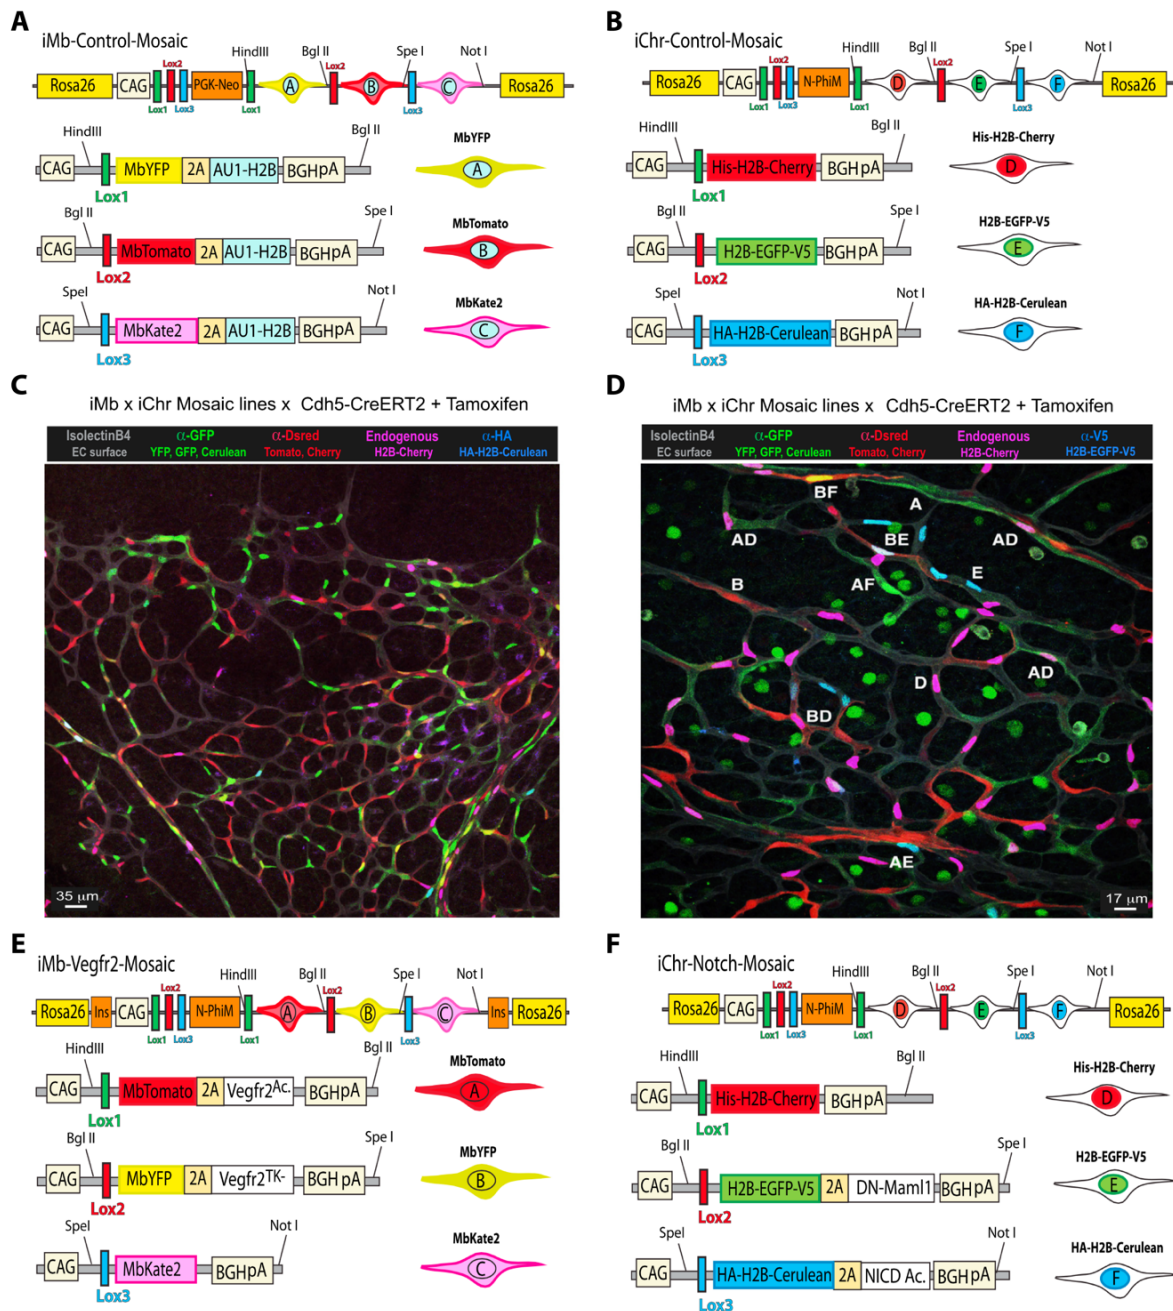 A
iMb-Control-Mosaic
HindIII
Lox2
Bgl II
Spe I
Not I
Rosa26
CAG
PGK-Neo
A
B
C
Rosa26
Lox1
Lox3
Lox1
Lox3
HindIII
Bgl II
CAG
MbYFP
2A
AU1-H2B
BGHpA
Lox1
MbYFP
A
Bgl II
Spe I
CAG
MbTomato
2A
AU1-H2B
BGHpA
Lox2
MbTomato
B
SpeI
Not I
CAG
MbKate2
2A
AU1-H2B
BGHpA
Lox3
MbKate2
C
B
iChr-Control-Mosaic
HindIII
Lox2
Bgl II
Lox2
Spe I
Not I
Rosa26
CAG
N-PhiM
D
E
F
Rosa26
Lox1
Lox3
Lox1
Lox3
HindIII
Bgl II
CAG
His-H2B-Cherry
BGHpA
Lox1
His-H2B-Cherry
D
Bgl II
Spe I
CAG
H2B-EGFP-V5
BGHpA
Lox2
H2B-EGFP-V5
E
SpeI
Not I
CAG
HA-H2B-Cerulean
BGHpA
Lox3
HA-H2B-Cerulean
F
C
iMb x iChr Mosaic lines x Cdh5-CreERT2 + Tamoxifen
IsolectinB4 α-GFP α-Dsred Endogenous α-HA
EC surface YFP, GFP, Cerulean Tomato, Cherry H2B-Cherry HA-H2B-Cerulean
35 µm
D
iMb x iChr Mosaic lines x Cdh5-CreERT2 + Tamoxifen
IsolectinB4 α-GFP α-Dsred Endogenous α-V5
EC surface YFP, GFP, Cerulean Tomato, Cherry H2B-Cherry H2B-EGFP-V5
BF
A
AD
BE
AD
E
AF
B
D
AD
BD
AE
17 µm
E
iMb-Vegfr2-Mosaic
HindIII
Lox2
Bgl II
Lox2
Spe I
Not I
Rosa26
Ins
CAG
N-PhiM
A
B
C
Ins
Rosa26
Lox1
Lox3
Lox1
Lox3
HindIII
Bgl II
CAG
MbTomato
2A
Vegfr2Ac.
BGHpA
Lox1
MbTomato
A
Bgl II
Spe I
CAG
MbYFP
2A
Vegfr2TK-
BGHpA
Lox2
MbYFP
B
SpeI
Not I
CAG
MbKate2
BGHpA
Lox3
MbKate2
C
F
iChr-Notch-Mosaic
HindIII
Lox2
Bgl II
Lox2
Spe I
Not I
Rosa26
CAG
N-PhiM
D
E
F
Rosa26
Lox1
Lox3
Lox1
Lox3
HindIII
Bgl II
CAG
His-H2B-Cherry
BGHpA
Lox1
His-H2B-Cherry
D
Bgl II
Spe I
CAG
H2B-EGFP-V5
2A
DN-Maml1
BGHpA
Lox2
H2B-EGFP-V5
E
SpeI
Not I
CAG
HA-H2B-Cerulean
2A
NICD Ac.
BGHpA
Lox3
HA-H2B-Cerulean
F